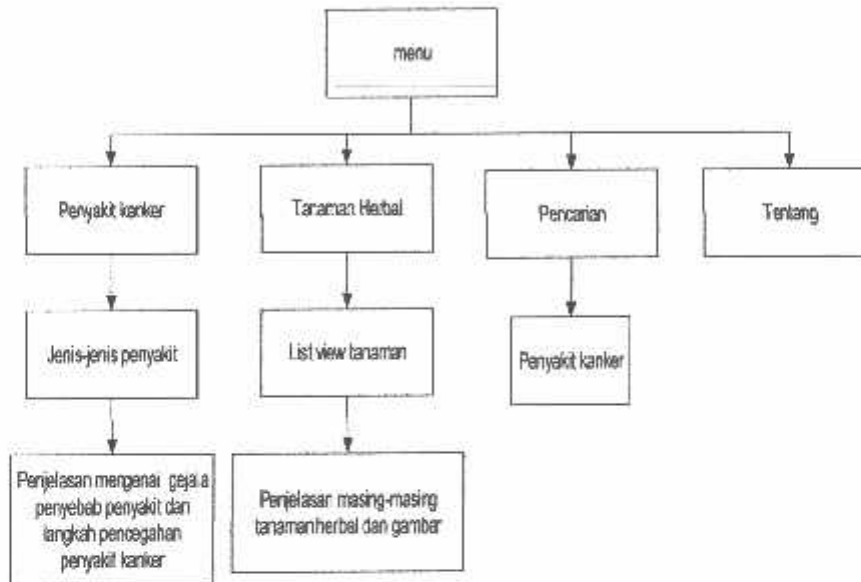 menu
Penyakit kanker
Tanaman Herbal
Pencarian
Tentang
Jenis-jenis penyakit
List view tanaman
Penyakit kanker
Penjelasan mengenai gejala
penyebab penyakit dan
langkah pencegahan
penyakit kanker
Penjelasan masing-masing
tanaman herbal dan gambar